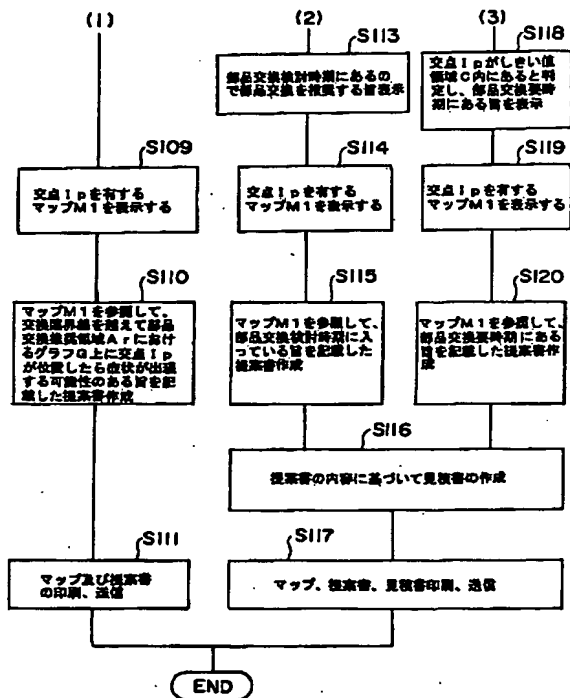 (1)
(2)
(3)
S113
部品交換検討時期にあるの
で部品交換を推奨する旨表示
S118
交点Ipがしきい値
領域C内にあると判
定し、部品交換要時
期にある旨を表示
S109
交点Ipを有する
マップM1を表示する
S114
交点Ipを有する
マップM1を表示する
S119
交点Ipを有する
マップM1を表示する
S110
マップM1を参照して、
交換限界線を越えて部品
交換推奨領域Arにおけ
るグラフG上に交点Ip
が位置したら症状が出現
する可能性のある旨を記
載した提案書作成
S115
マップM1を参照して、
部品交換検討時期に入
っている旨を記載した
提案書作成
S120
マップM1を参照して、
部品交換要時期にある
旨を記載した提案書作
成
S116
提案書の内容に基づいて見積書の作成
S111
マップ及び提案書
の印刷、送信
S117
マップ、提案書、見積書印刷、送信
END